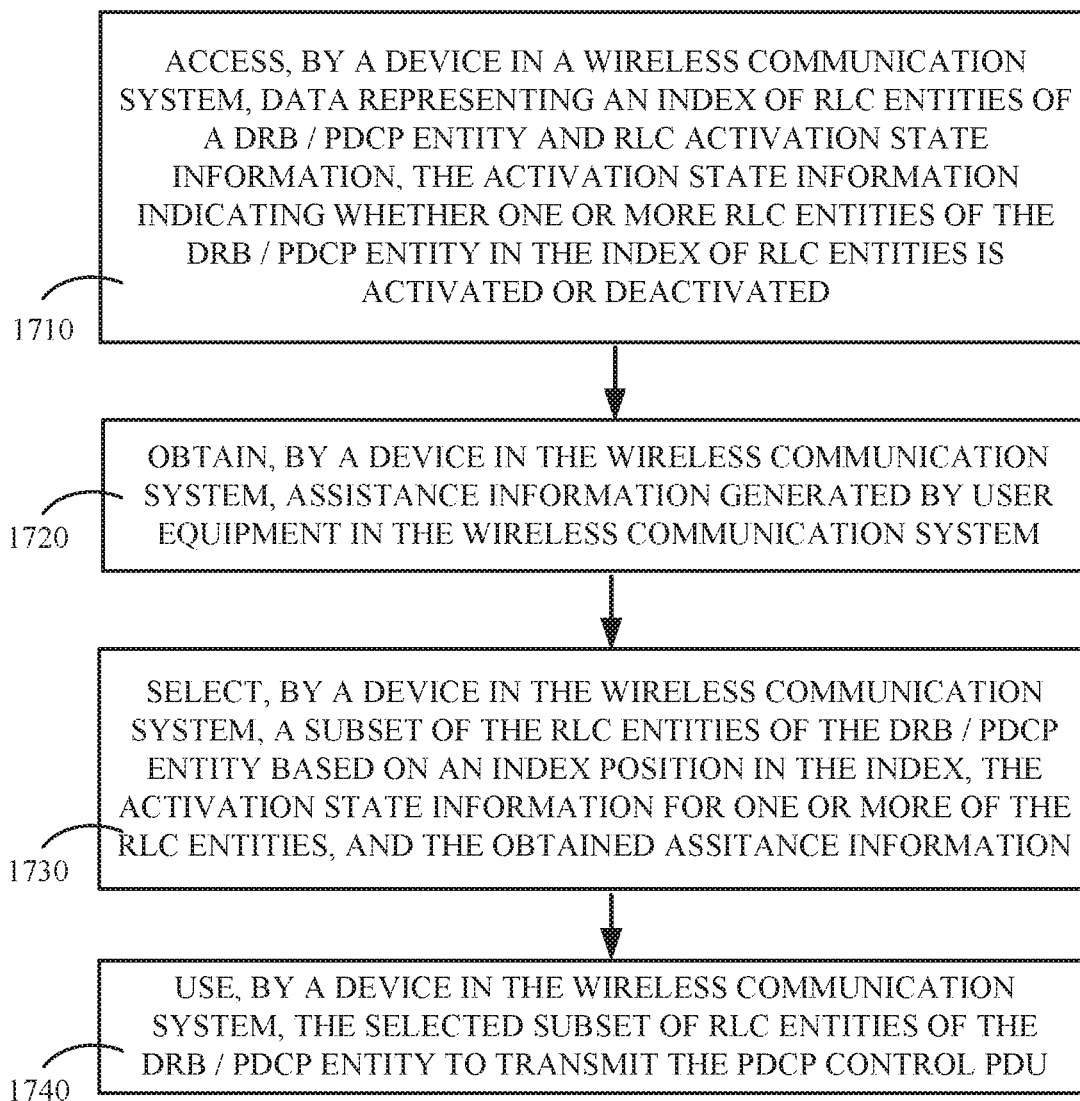 ACCESS, BY A DEVICE IN A WIRELESS COMMUNICATION
SYSTEM, DATA REPRESENTING AN INDEX OF RLC ENTITIES OF
A DRB / PDCP ENTITY AND RLC ACTIVATION STATE
INFORMATION, THE ACTIVATION STATE INFORMATION
INDICATING WHETHER ONE OR MORE RLC ENTITIES OF THE
DRB / PDCP ENTITY IN THE INDEX OF RLC ENTITIES IS
ACTIVATED OR DEACTIVATED
1710
OBTAIN, BY A DEVICE IN THE WIRELESS COMMUNICATION
SYSTEM, ASSISTANCE INFORMATION GENERATED BY USER
EQUIPMENT IN THE WIRELESS COMMUNICATION SYSTEM
1720
SELECT, BY A DEVICE IN THE WIRELESS COMMUNICATION
SYSTEM, A SUBSET OF THE RLC ENTITIES OF THE DRB / PDCP
ENTITY BASED ON AN INDEX POSITION IN THE INDEX, THE
ACTIVATION STATE INFORMATION FOR ONE OR MORE OF THE
RLC ENTITIES, AND THE OBTAINED ASSITANCE INFORMATION
1730
USE, BY A DEVICE IN THE WIRELESS COMMUNICATION
SYSTEM, THE SELECTED SUBSET OF RLC ENTITIES OF THE
DRB / PDCP ENTITY TO TRANSMIT THE PDCP CONTROL PDU
1740